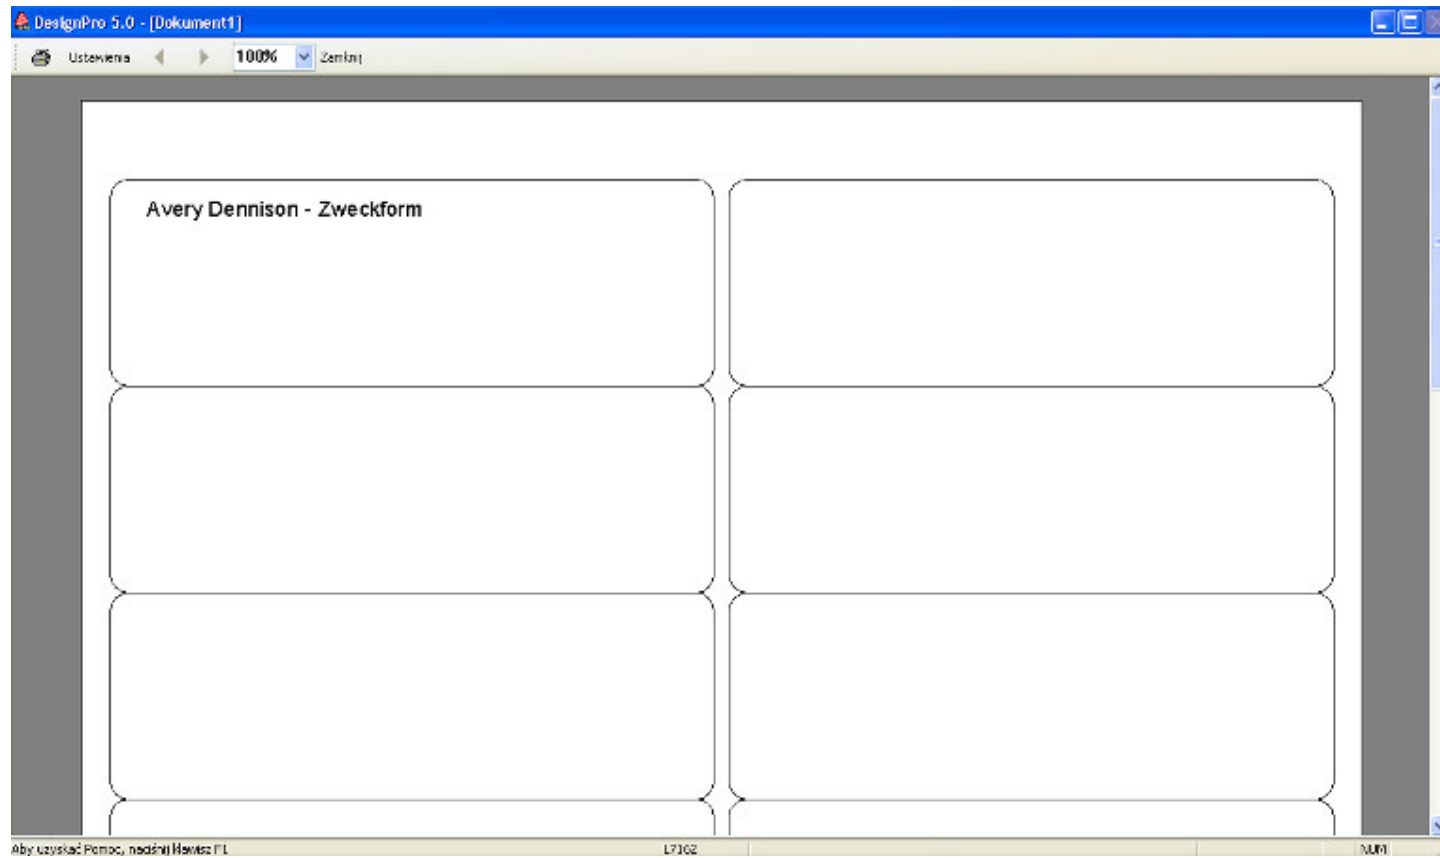 DesignPro 5.0 - [Dokument1]
Ustawienia 100% Zamknij
Avery Dennison - Zweckform
Aby uzyskać Pomoc, naciśnij klawisz F1 L7162 NUM